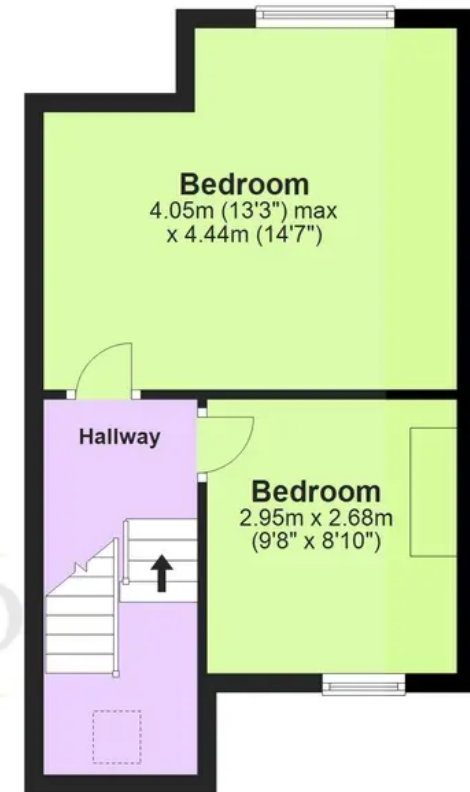 Bedroom
4.05m (13'3") max
x 4.44m (14'7")
Hallway
Bedroom
2.95m x 2.68m
(9'8" x 8'10")